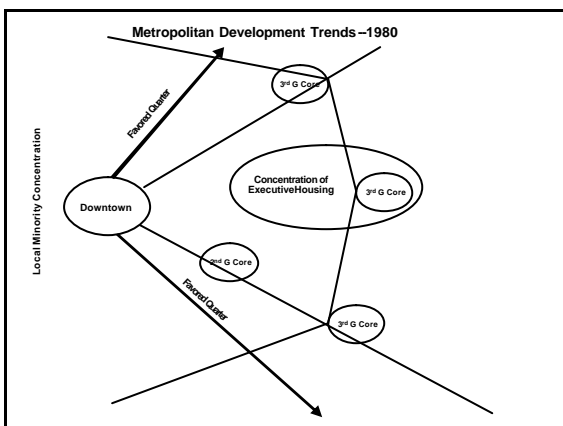 Metropolitan Development Trends--1980
Favored Quarter
3rd G Core
Local Minority Concentration
Concentration of
ExecutiveHousing
3rd G Core
Downtown
2nd G Core
Favored Quarter
3rd G Core